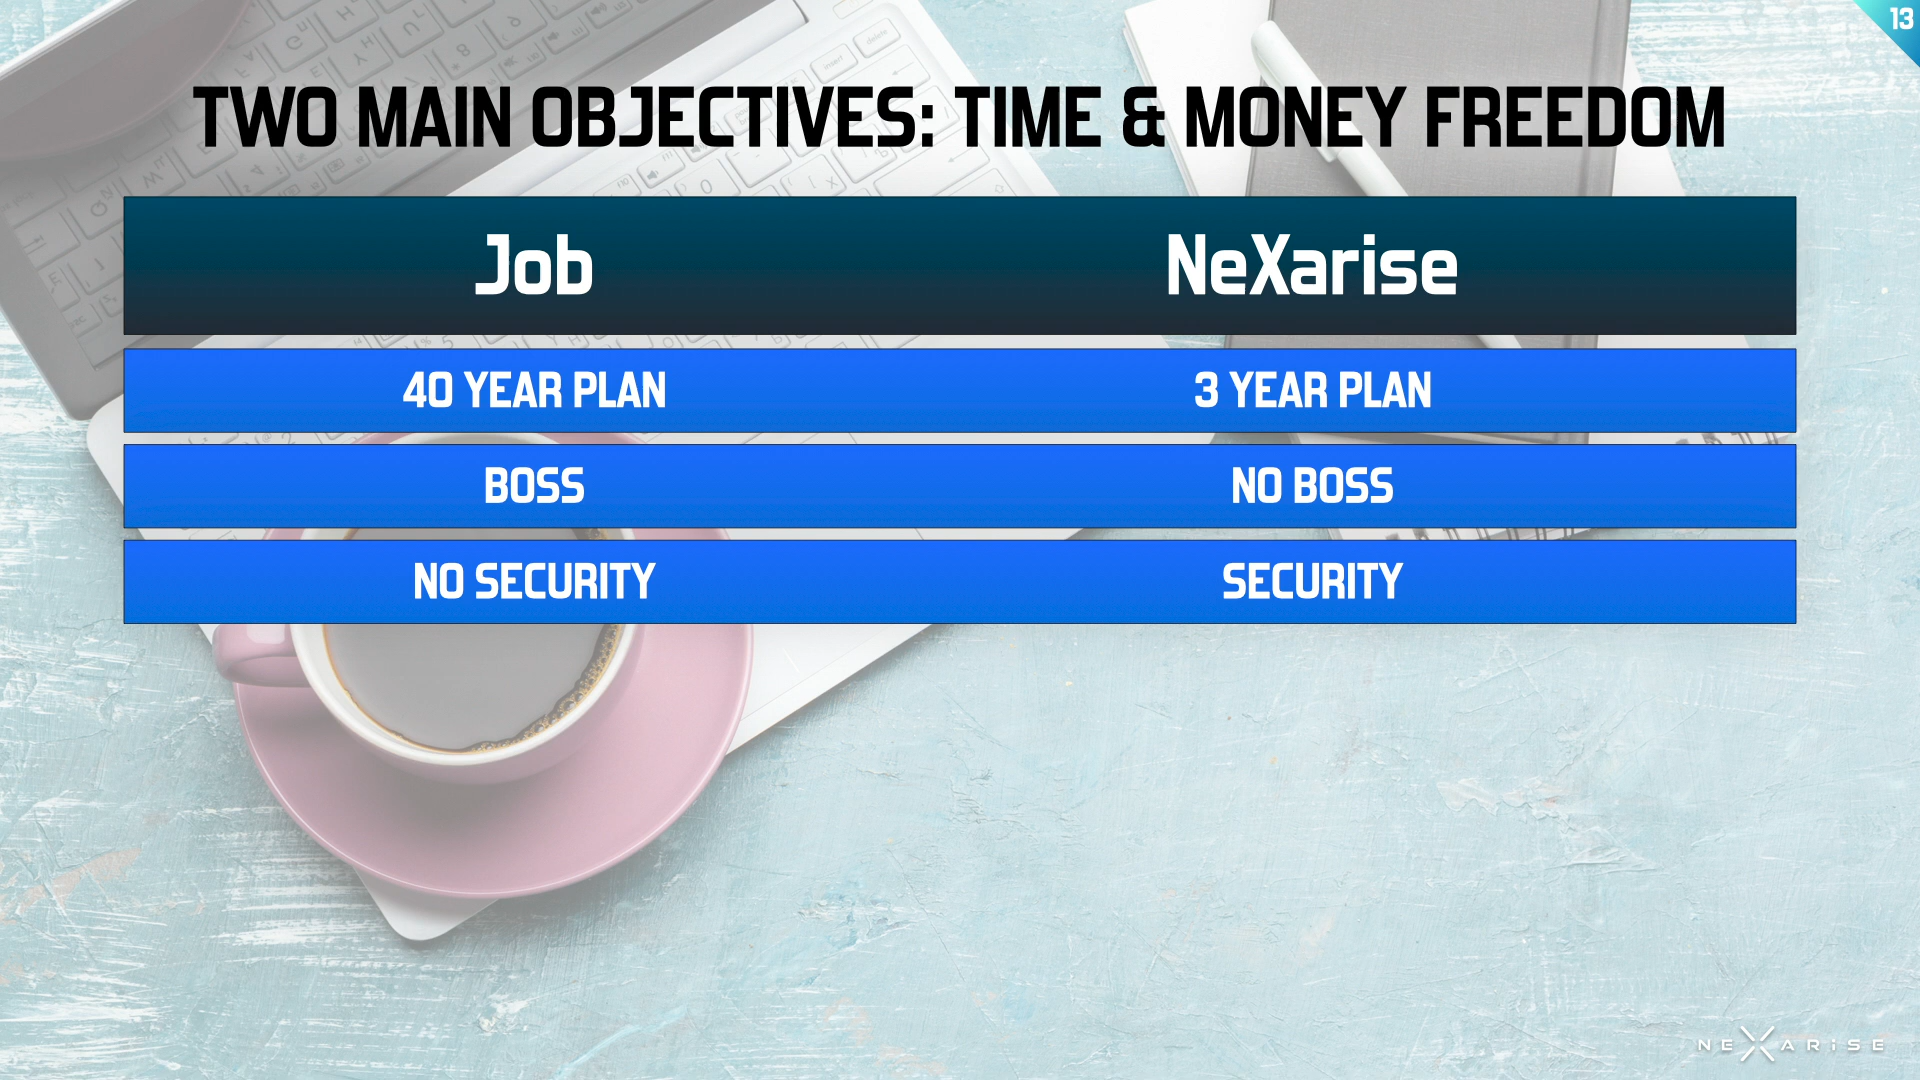 13
TWO MAIN OBJECTIVES: TIME & MONEY FREEDOM
Job NeXarise
40 YEAR PLAN 3 YEAR PLAN
BOSS NO BOSS
NO SECURITY SECURITY
NEXARISE